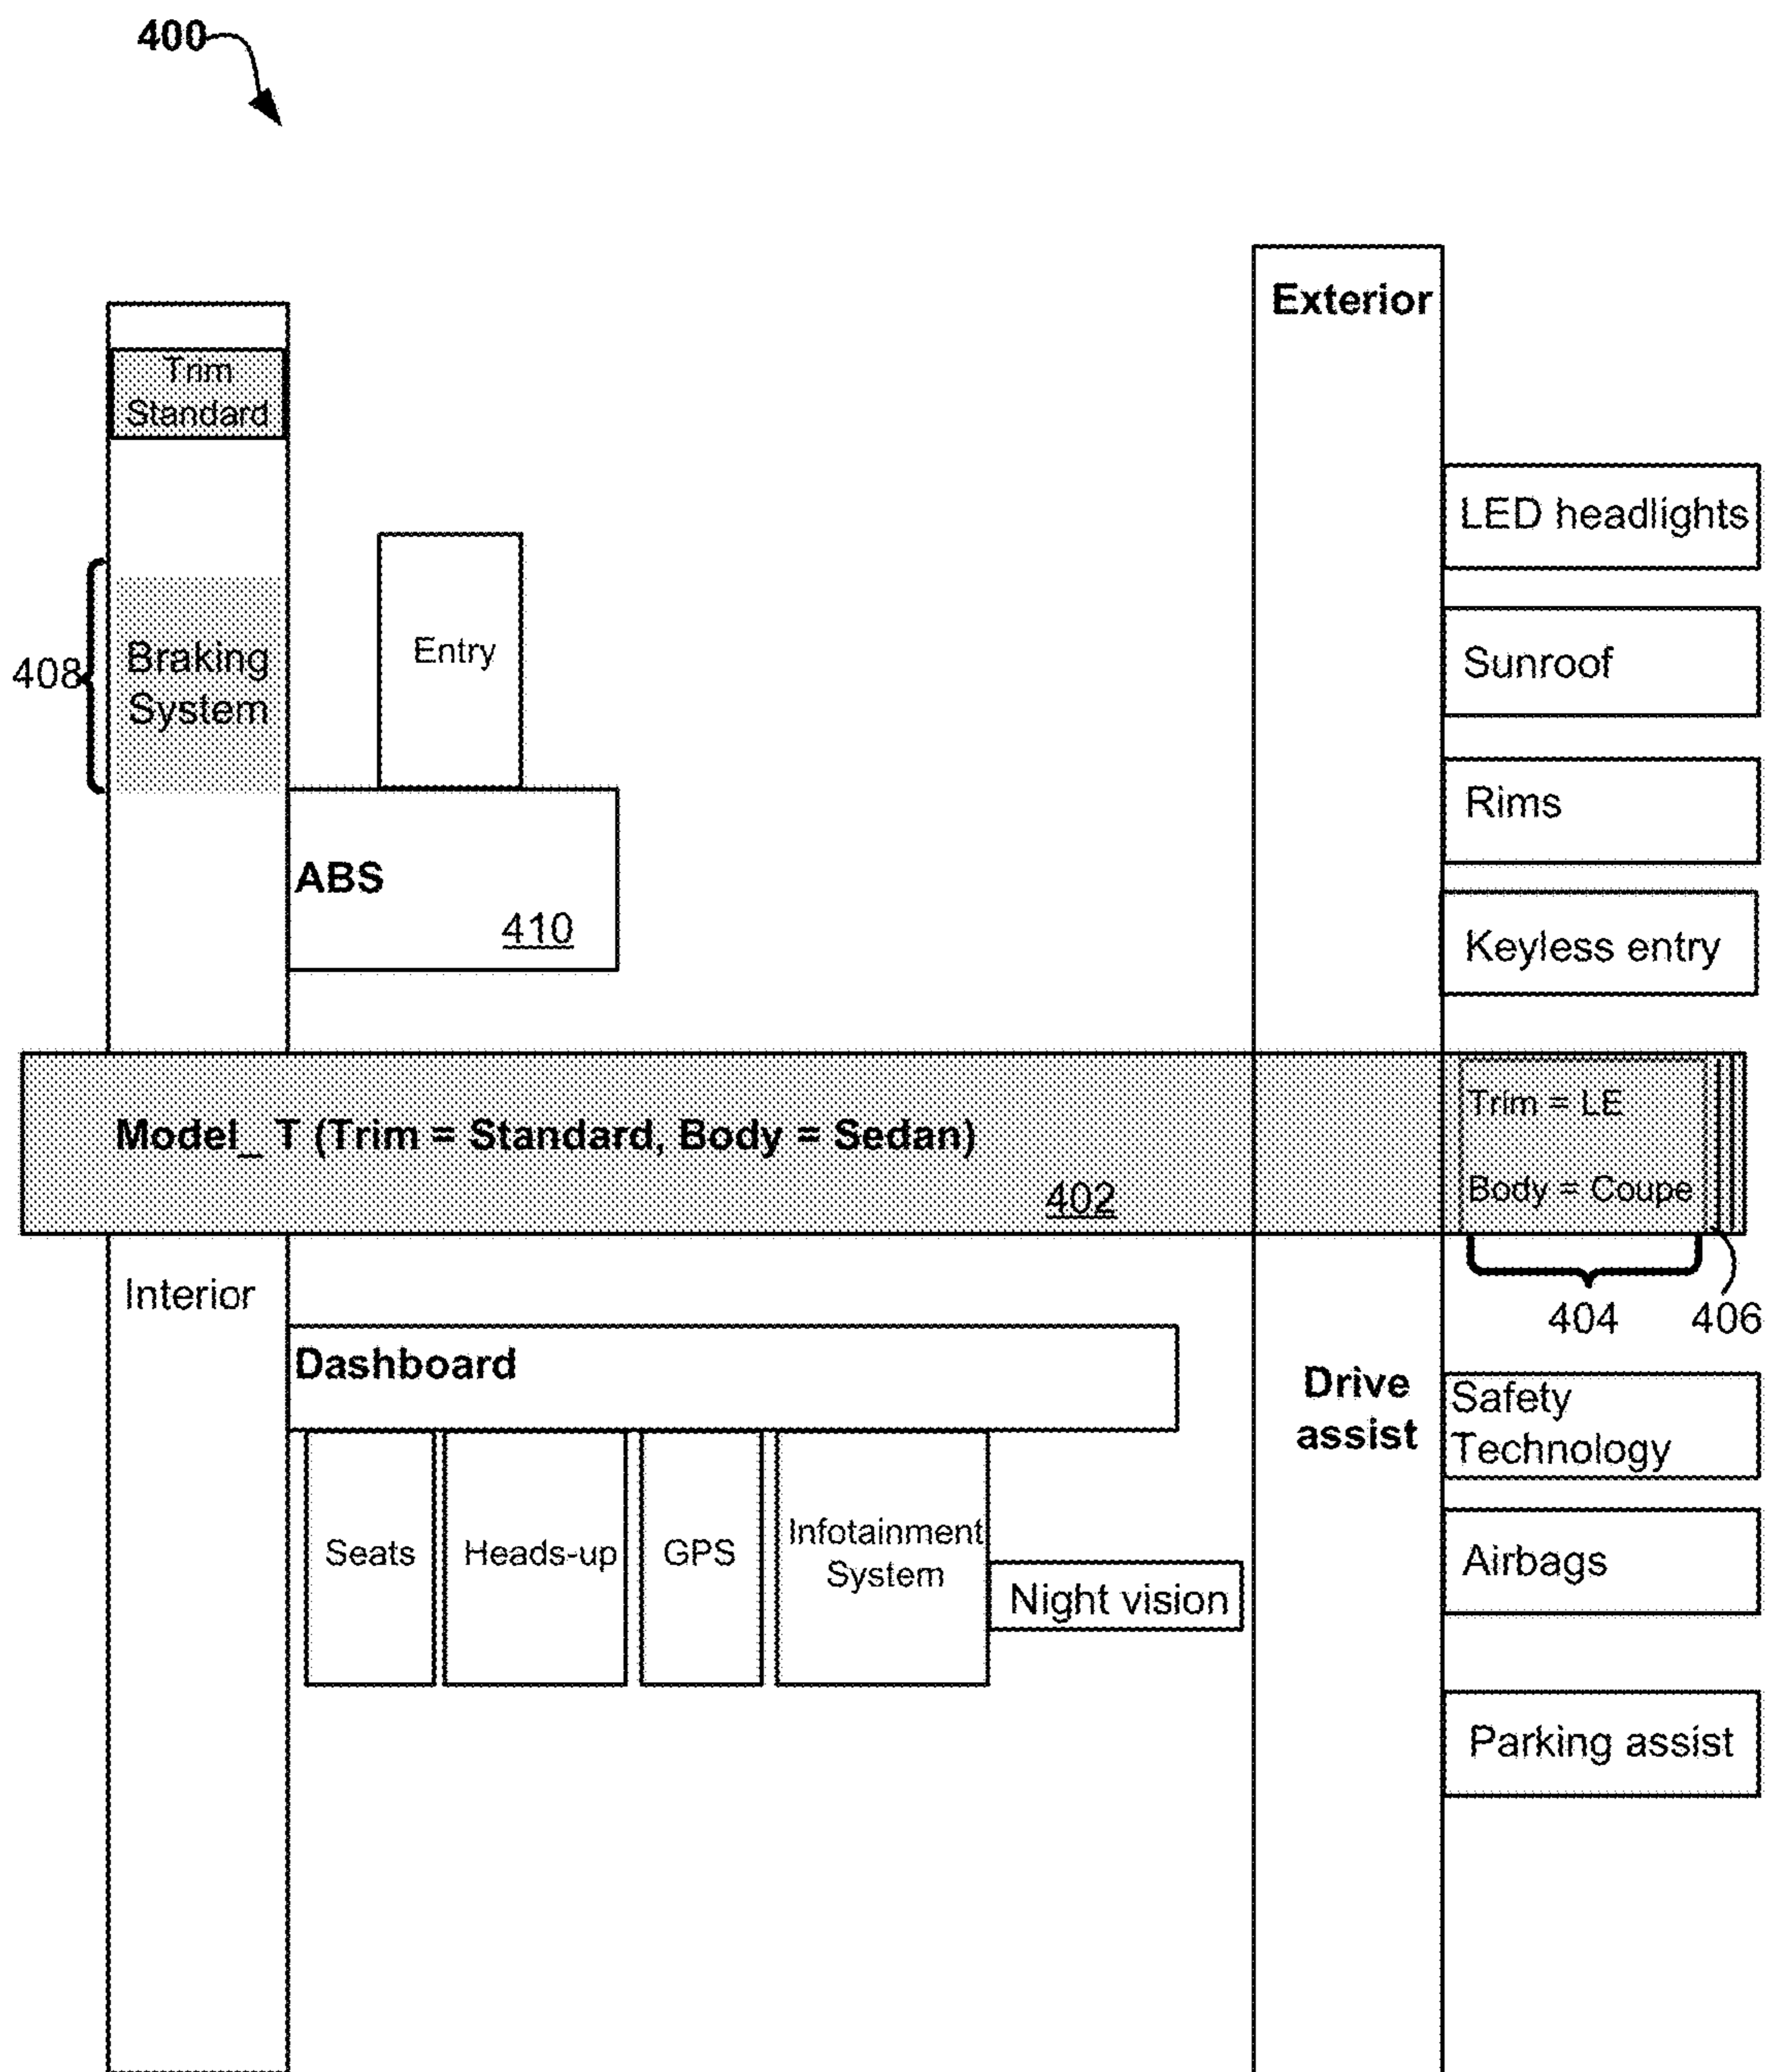 400
Exterior
Trim
Standard
LED headlights
Entry
Sunroof
408
Braking
System
Rims
ABS
410
Keyless entry
Model_ T (Trim = Standard, Body = Sedan)
402
Trim = LE
Body = Coupe
404
406
Interior
Dashboard
Drive
assist
Safety
Technology
Seats
Heads-up
GPS
Infotainment
System
Night vision
Airbags
Parking assist